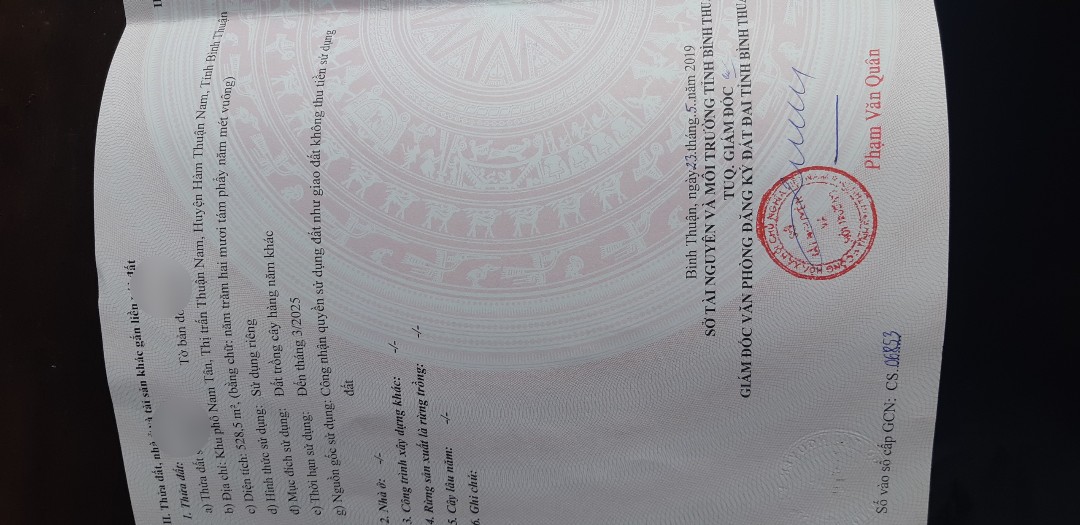 II. Thửa đất, nhà ở và tài sản khác gắn liền với đất
1. Thửa đất:
a) Thửa đất s Tờ bản đ
b) Địa chỉ: Khu phố Nam Tân, Thị trấn Thuận Nam, Huyện Hàm Thuận Nam, Tỉnh Bình Thuận
c) Diện tích: 528,5 m², (bằng chữ: năm trăm hai mươi tám phẩy năm mét vuông)
d) Hình thức sử dụng: Sử dụng riêng
đ) Mục đích sử dụng: Đất trồng cây hàng năm khác
e) Thời hạn sử dụng: Đến tháng 3/2025
g) Nguồn gốc sử dụng: Công nhận quyền sử dụng đất như giao đất không thu tiền sử dụng
đất
2. Nhà ở: -/-
3. Công trình xây dựng khác: -/-
4. Rừng sản xuất là rừng trồng: -/-
5. Cây lâu năm: -/-
6. Ghi chú:
Bình Thuận, ngày 23 tháng 5 năm 2019
SỞ TÀI NGUYÊN VÀ MÔI TRƯỜNG TỈNH BÌNH THU
TUQ. GIÁM ĐỐC
GIÁM ĐỐC VĂN PHÒNG ĐĂNG KÝ ĐẤT ĐAI TỈNH BÌNH THUẬ
SỞ
TÀI NGUYÊN
VÀ
MÔI TRƯỜNG
Phạm Văn Quân
Số vào sổ cấp GCN: CS 06853